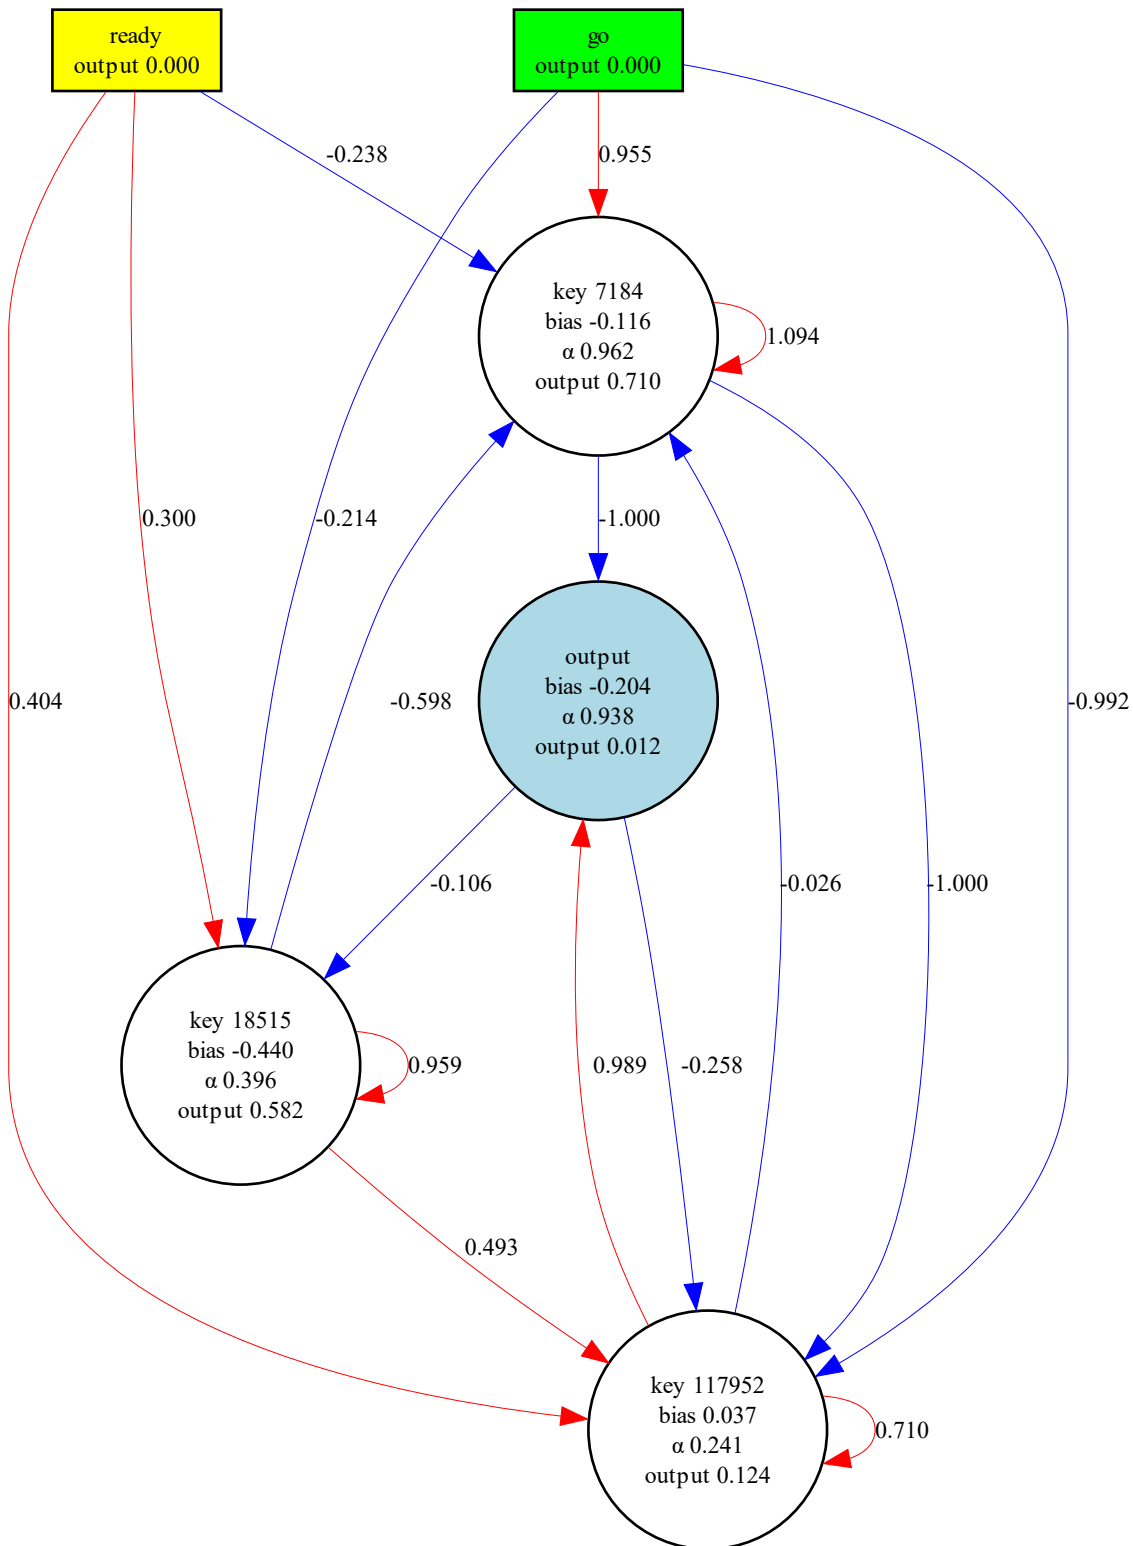 ready
output 0.000
go
output 0.000
-0.238
0.955
key 7184
bias -0.116
α 0.962
output 0.710
1.094
0.300
-0.214
-1.000
output
bias -0.204
α 0.938
output 0.012
0.404
-0.598
-0.992
-0.106
-0.026
-1.000
key 18515
bias -0.440
α 0.396
output 0.582
0.959
0.989
-0.258
0.493
key 117952
bias 0.037
α 0.241
output 0.124
0.710